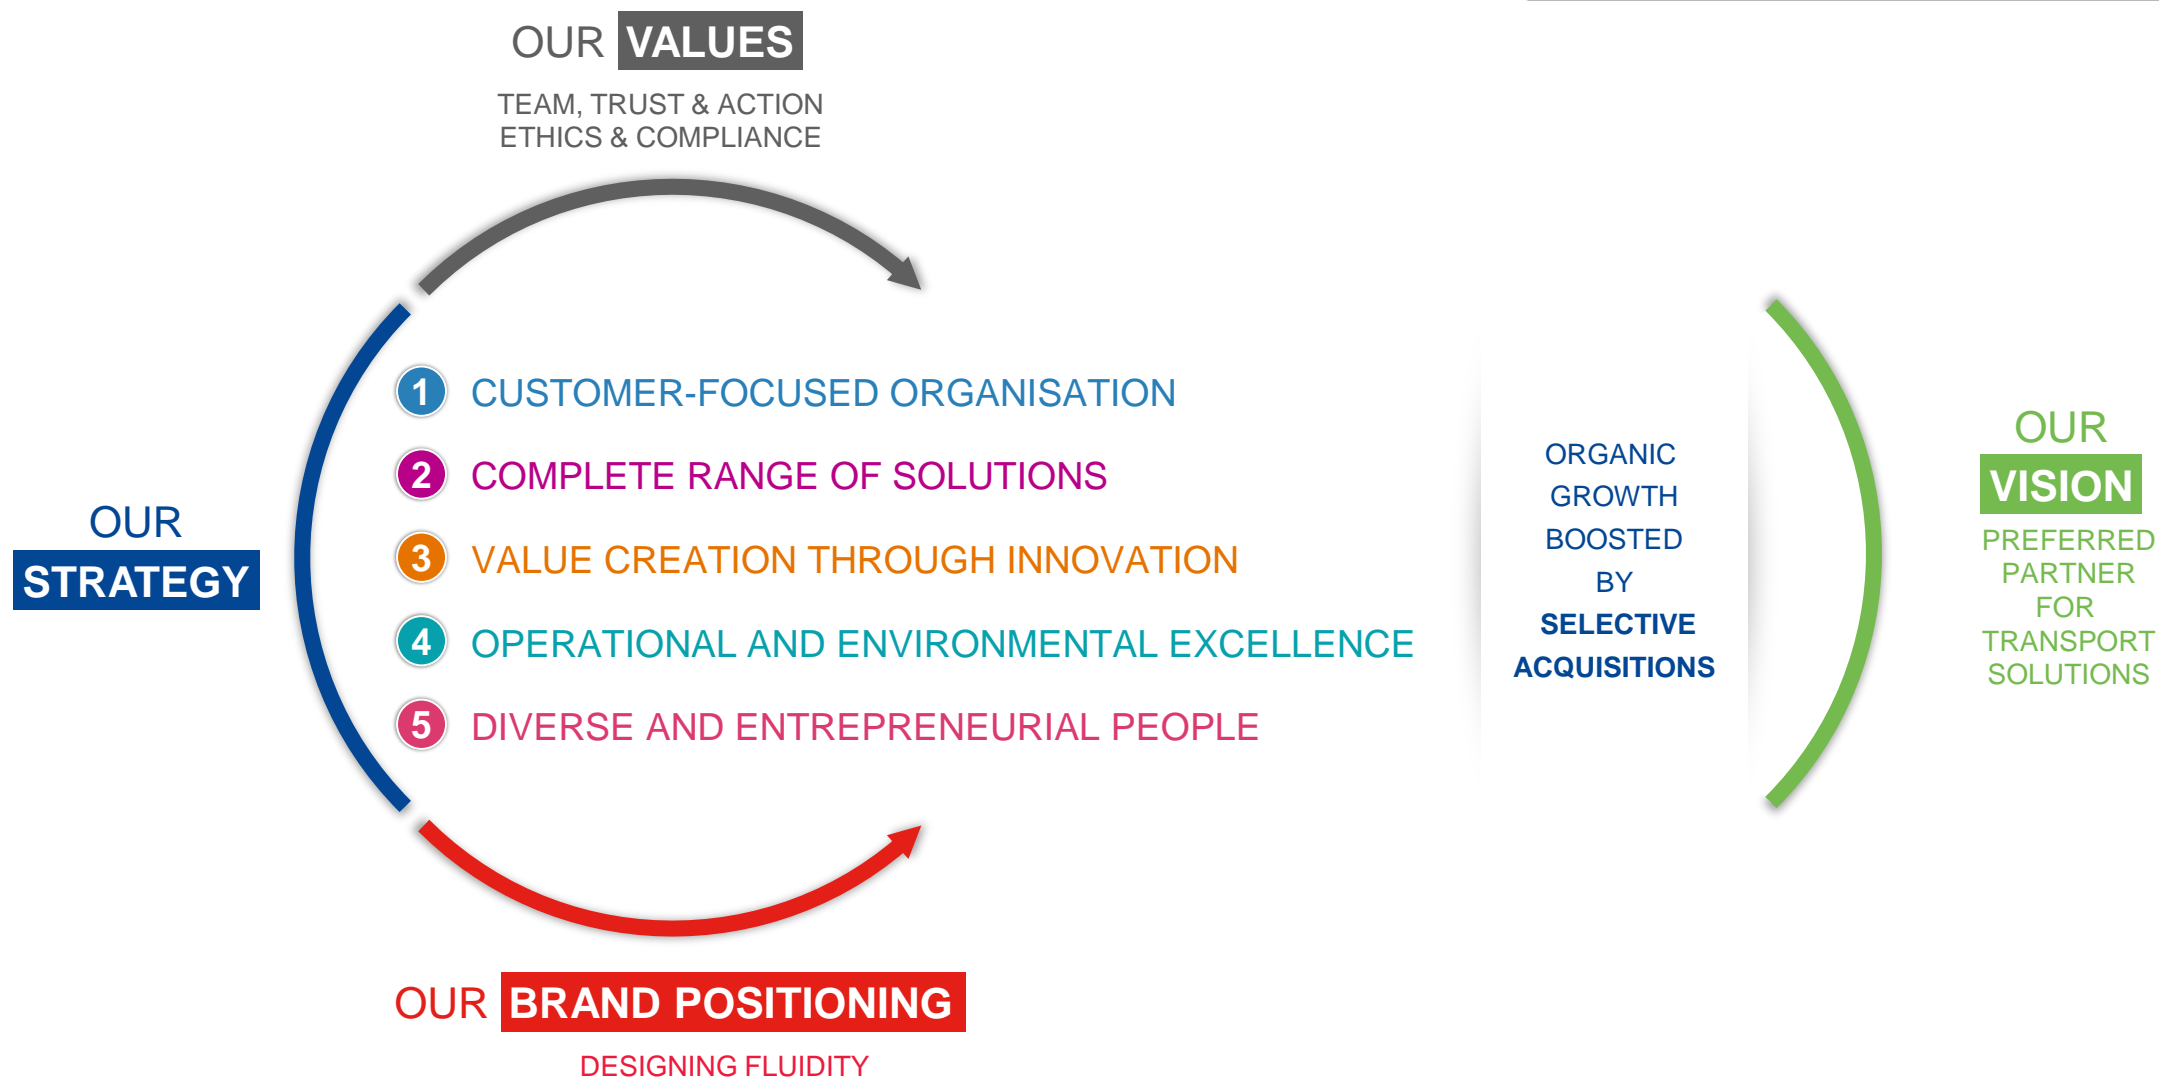 OUR VALUES
TEAM, TRUST & ACTION
ETHICS & COMPLIANCE
OUR
STRATEGY
1 CUSTOMER-FOCUSED ORGANISATION
2 COMPLETE RANGE OF SOLUTIONS
3 VALUE CREATION THROUGH INNOVATION
4 OPERATIONAL AND ENVIRONMENTAL EXCELLENCE
5 DIVERSE AND ENTREPRENEURIAL PEOPLE
ORGANIC
GROWTH
BOOSTED
BY
SELECTIVE
ACQUISITIONS
OUR
VISION
PREFERRED
PARTNER
FOR
TRANSPORT
SOLUTIONS
OUR BRAND POSITIONING
DESIGNING FLUIDITY